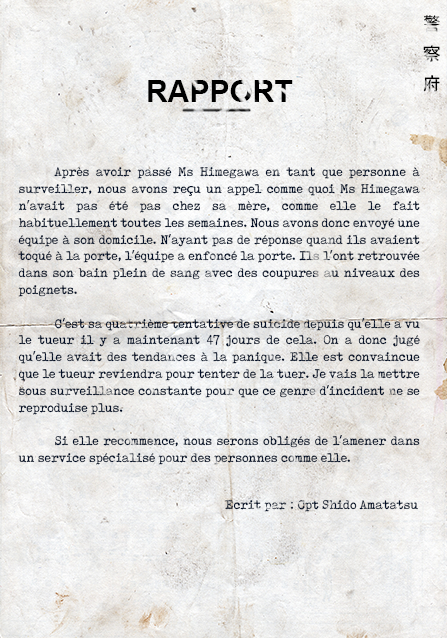 警
察
府
RAPPORT
Après avoir passé Ms Himegawa en tant que personne à
surveiller, nous avons reçu un appel comme quoi Ms Himegawa
n'avait pas été pas chez sa mère, comme elle le fait
habituellement toutes les semaines. Nous avons donc envoyé une
équipe à son domicile. N'ayant pas de réponse quand ils avaient
toqué à la porte, l'équipe a enfoncé la porte. Ils l'ont retrouvée
dans son bain plein de sang avec des coupures au niveaux des
poignets.
C'est sa quatrième tentative de suicide depuis qu'elle a vu
le tueur il y a maintenant 47 jours de cela. On a donc jugé
qu'elle avait des tendances à la panique. Elle est convaincue
que le tueur reviendra pour tenter de la tuer. Je vais la mettre
sous surveillance constante pour que ce genre d'incident ne se
reproduise plus.
Si elle recommence, nous serons obligés de l'amener dans
un service spécialisé pour des personnes comme elle.
Ecrit par : Cpt Shido Amatatsu